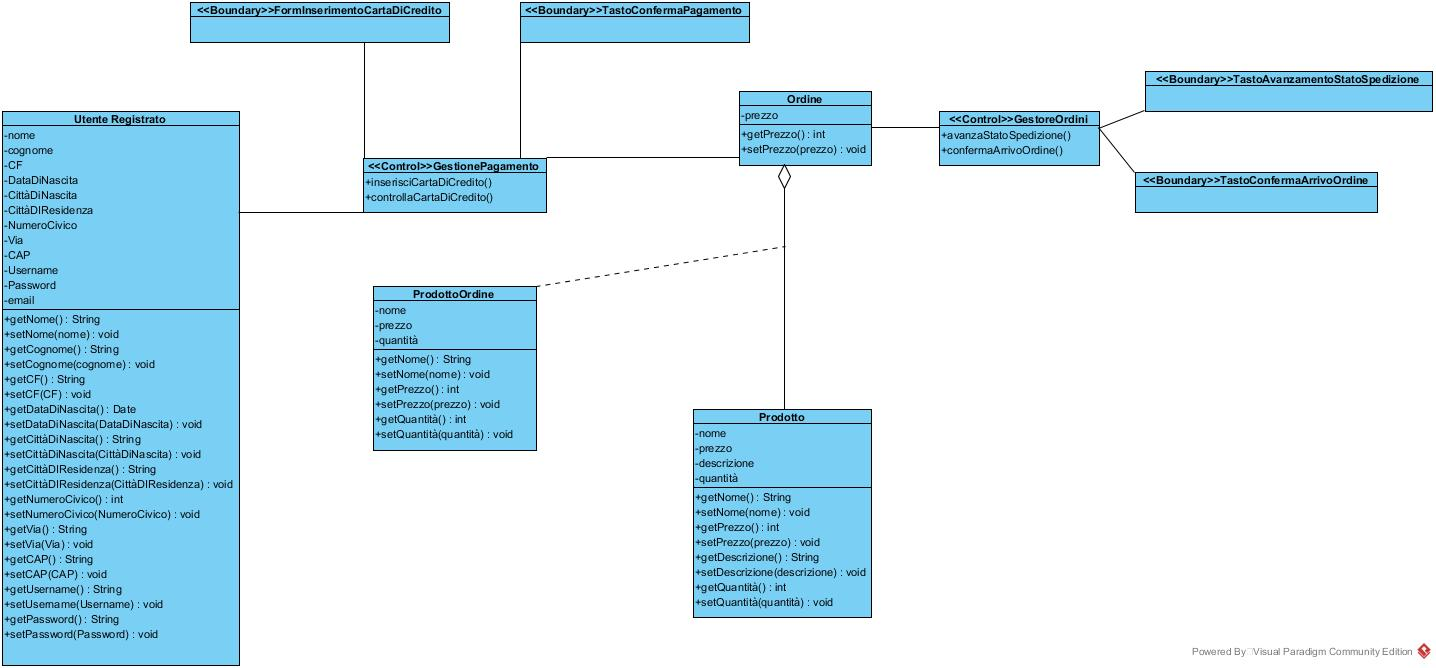 <<Boundary>>FormInserimentoCartaDiCredito
<<Boundary>>TastoConfermaPagamento
<<Boundary>>TastoAvanzamentoStatoSpedizione
Ordine
-prezzo
+getPrezzo() : int
+setPrezzo(prezzo) : void
<<Control>>GestoreOrdini
+avanzaStatoSpedizione()
+confermaArrivoOrdine()
<<Boundary>>TastoConfermaArrivoOrdine
Utente Registrato
-nome
-cognome
-CF
-DataDiNascita
-CittàDiNascita
-CittàDIResidenza
-NumeroCivico
-Via
-CAP
-Username
-Password
-email
+getNome() : String
+setNome(nome) : void
+getCognome() : String
+setCognome(cognome) : void
+getCF() : String
+setCF(CF) : void
+getDataDiNascita() : Date
+setDataDiNascita(DataDiNascita) : void
+getCittàDiNascita() : String
+setCittàDiNascita(CittàDiNascita) : void
+getCittàDIResidenza() : String
+setCittàDIResidenza(CittàDIResidenza) : void
+getNumeroCivico() : int
+setNumeroCivico(NumeroCivico) : void
+getVia() : String
+setVia(Via) : void
+getCAP() : String
+setCAP(CAP) : void
+getUsername() : String
+setUsername(Username) : void
+getPassword() : String
+setPassword(Password) : void
<<Control>>GestionePagamento
+inserisciCartaDiCredito()
+controllaCartaDiCredito()
ProdottoOrdine
-nome
-prezzo
-quantità
+getNome() : String
+setNome(nome) : void
+getPrezzo() : int
+setPrezzo(prezzo) : void
+getQuantità() : int
+setQuantità(quantità) : void
Prodotto
-nome
-prezzo
-descrizione
-quantità
+getNome() : String
+setNome(nome) : void
+getPrezzo() : int
+setPrezzo(prezzo) : void
+getDescrizione() : String
+setDescrizione(descrizione) : void
+getQuantità() : int
+setQuantità(quantità) : void
Powered By Visual Paradigm Community Edition